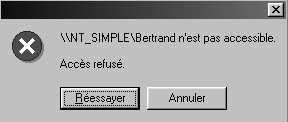 \\NT_SIMPLE\Bertrand n'est pas accessible.
Accès refusé.
Réessayer
Annuler